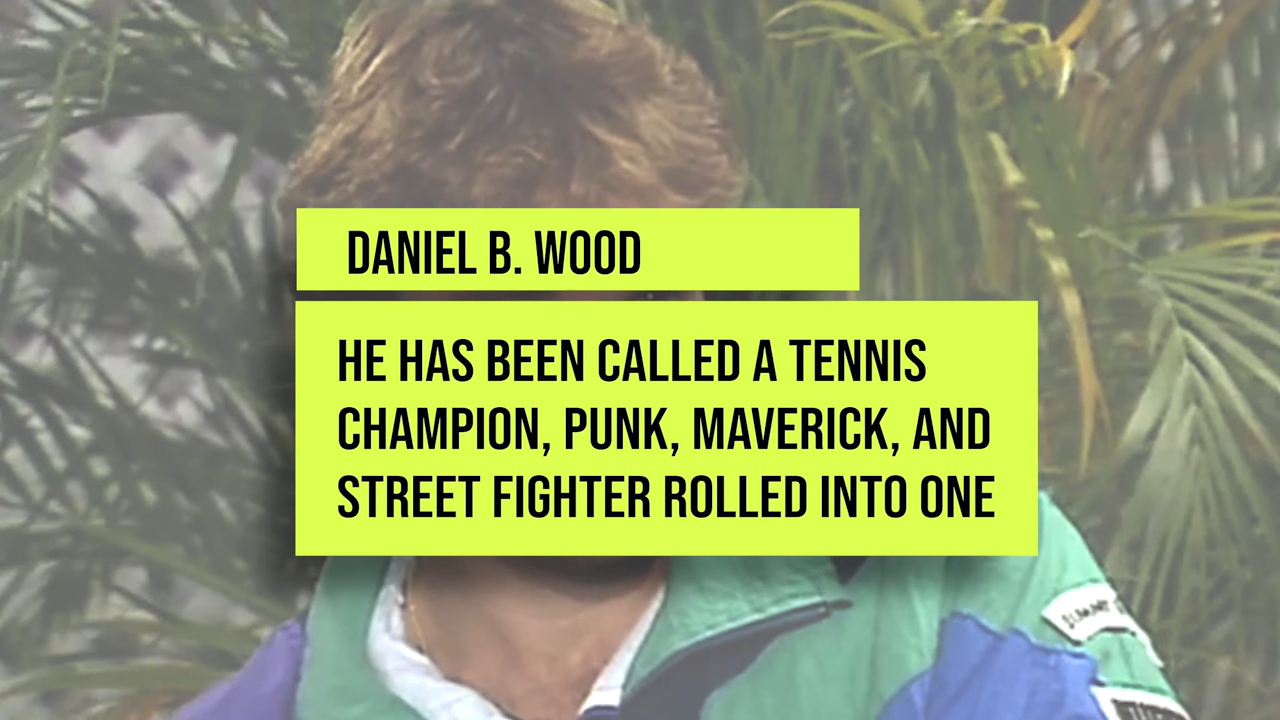 DANIEL B. WOOD
HE HAS BEEN CALLED A TENNIS
CHAMPION, PUNK, MAVERICK, AND
STREET FIGHTER ROLLED INTO ONE